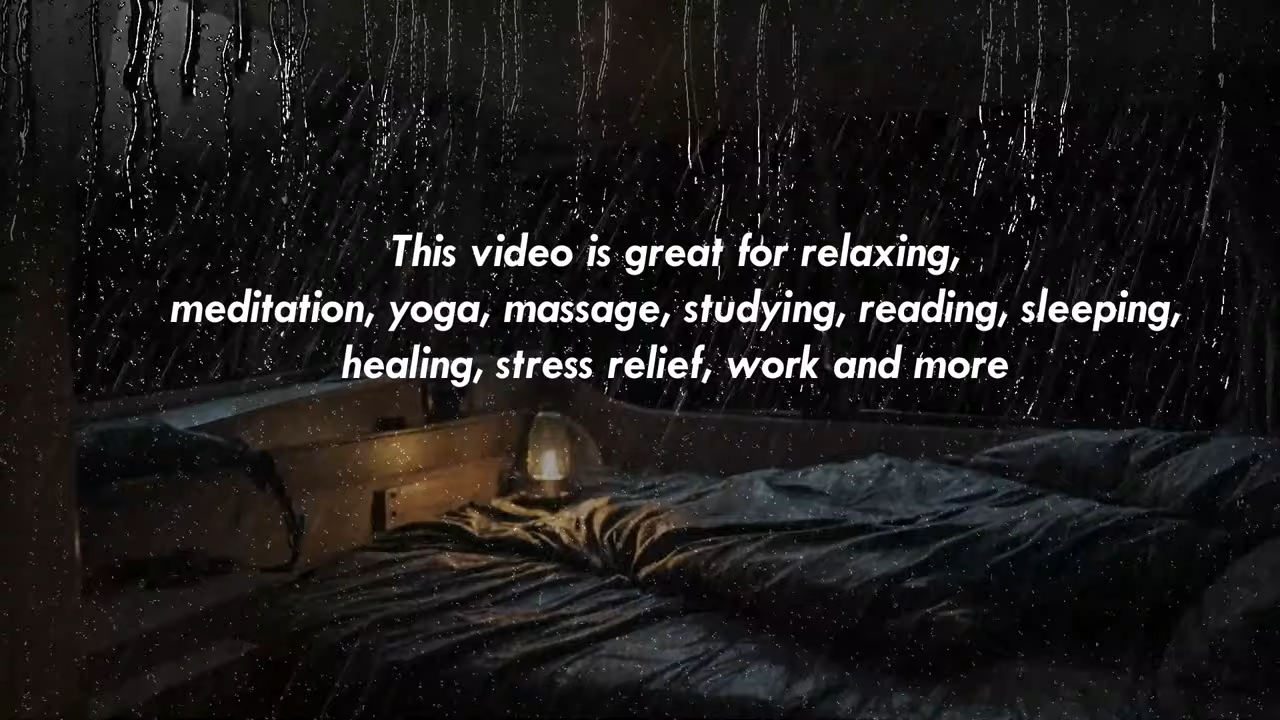 This video is great for relaxing,
meditation, yoga, massage, studying, reading, sleeping,
healing, stress relief, work and more